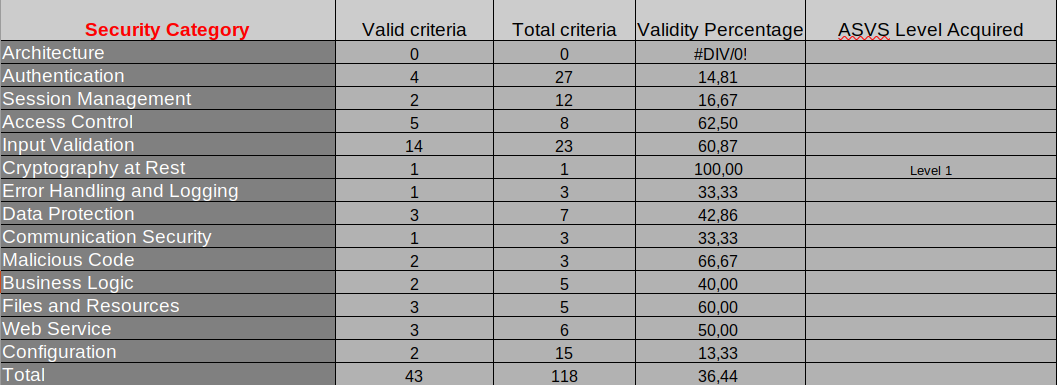 Security Category Valid criteria Total criteria Validity Percentage ASVS Level Acquired
Architecture 0 0 #DIV/0!
Authentication 4 27 14,81
Session Management 2 12 16,67
Access Control 5 8 62,50
Input Validation 14 23 60,87
Cryptography at Rest 1 1 100,00 Level 1
Error Handling and Logging 1 3 33,33
Data Protection 3 7 42,86
Communication Security 1 3 33,33
Malicious Code 2 3 66,67
Business Logic 2 5 40,00
Files and Resources 3 5 60,00
Web Service 3 6 50,00
Configuration 2 15 13,33
Total 43 118 36,44